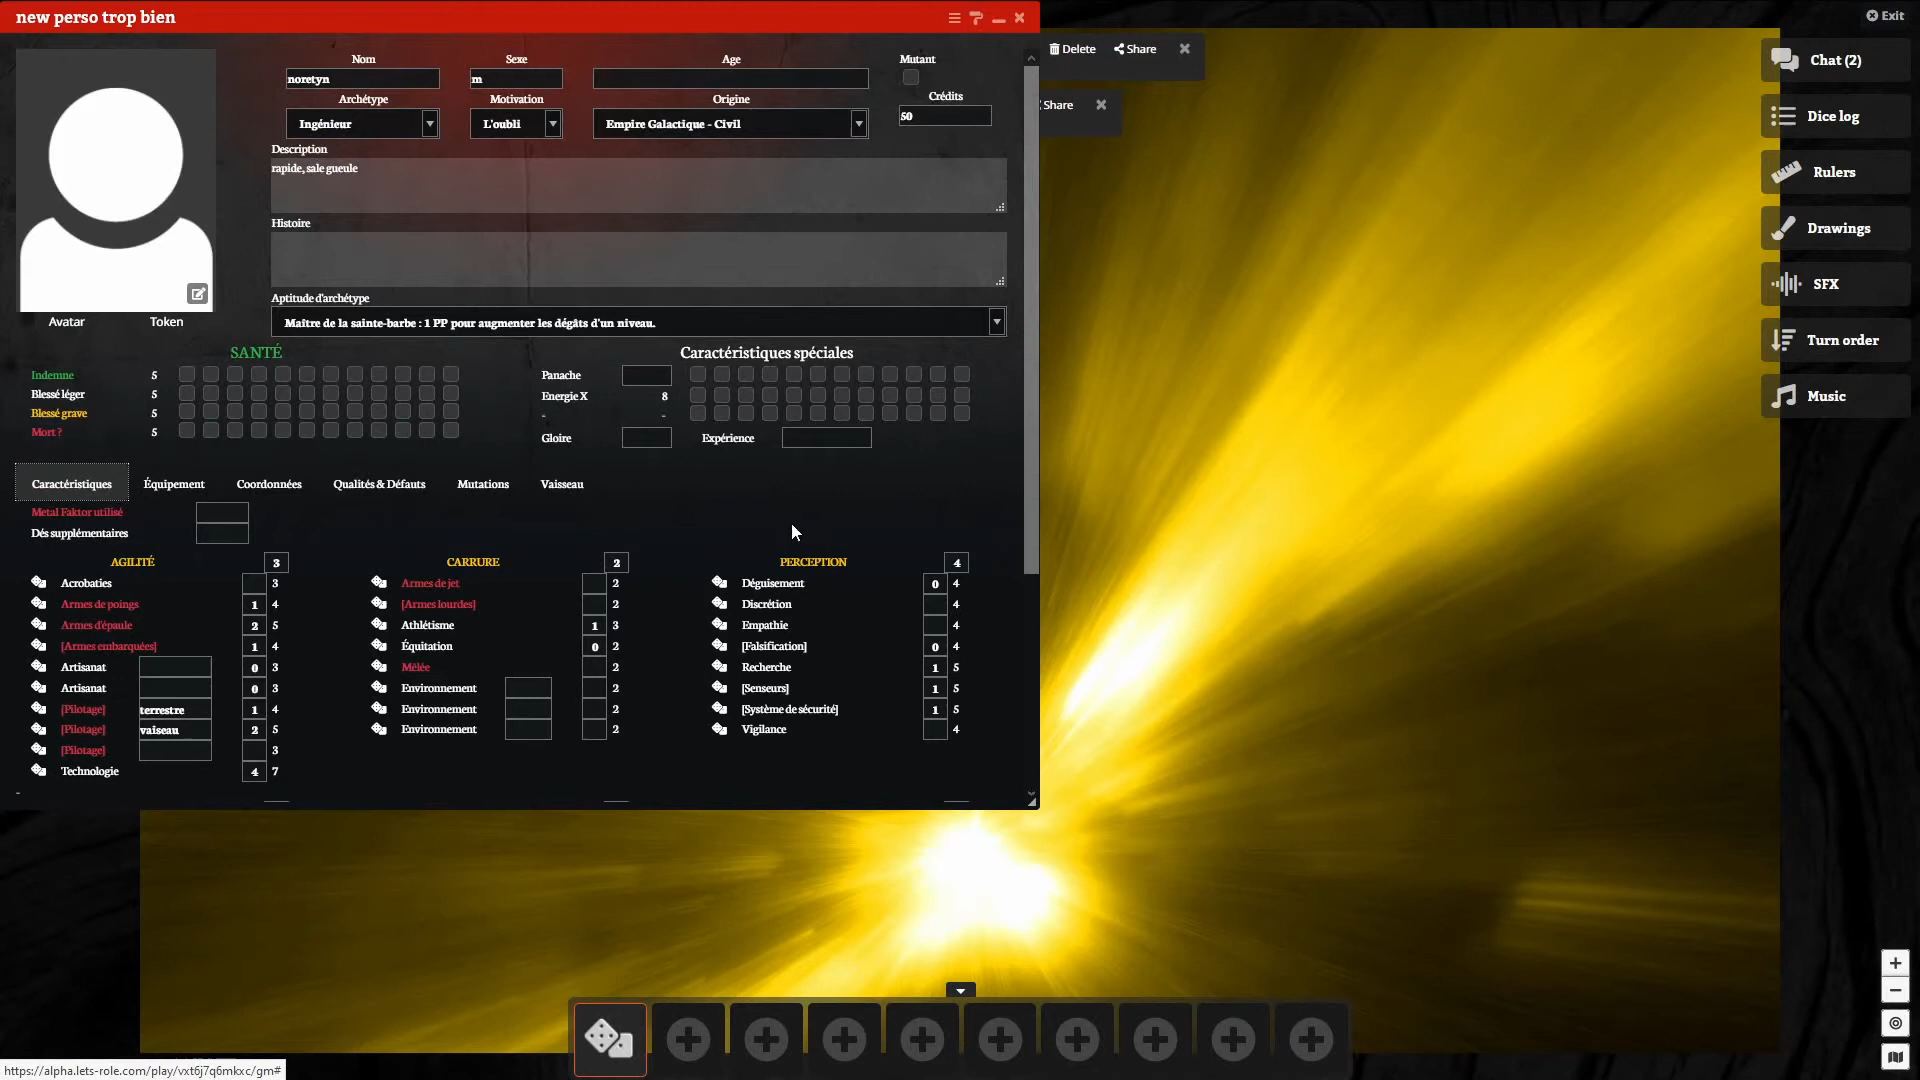 new perso trop bien
Exit
Delete Share
Share
Chat (2)
Dice log
Rulers
Drawings
SFX
Turn order
Music
Nom Sexe Age Mutant
noretyn m
Archétype Motivation Origine Crédits
Ingénieur L'oubli Empire Galactique - Civil 50
Description
rapide, sale gueule
Histoire
Aptitude d'archétype
Maître de la sainte-barbe : 1 PP pour augmenter les dégâts d'un niveau.
Avatar Token
SANTÉ Caractéristiques spéciales
Indemne 5 Panache
Blessé léger 5 Energie X 8
Blessé grave 5 - -
Mort ? 5 Gloire Expérience
Caractéristiques Équipement Coordonnées Qualités & Défauts Mutations Vaisseau
Metal Faktor utilisé
Dés supplémentaires
AGILITÉ 3 CARRURE 2 PERCEPTION 4
Acrobaties 3 Armes de jet 2 Déguisement 0 4
Armes de poings 1 4 [Armes lourdes] 2 Discrétion 4
Armes d'épaule 2 5 Athlétisme 1 3 Empathie 4
[Armes embarquées] 1 4 Équitation 0 2 [Falsification] 0 4
Artisanat 0 3 Mêlée 2 Recherche 1 5
Artisanat 0 3 Environnement 2 [Senseurs] 1 5
[Pilotage] terrestre 1 4 Environnement 2 [Système de sécurité] 1 5
[Pilotage] vaiseau 2 5 Environnement 2 Vigilance 4
[Pilotage] 3
Technologie 4 7
-
https://alpha.lets-role.com/play/vxt6j7q6mkxc/gm#